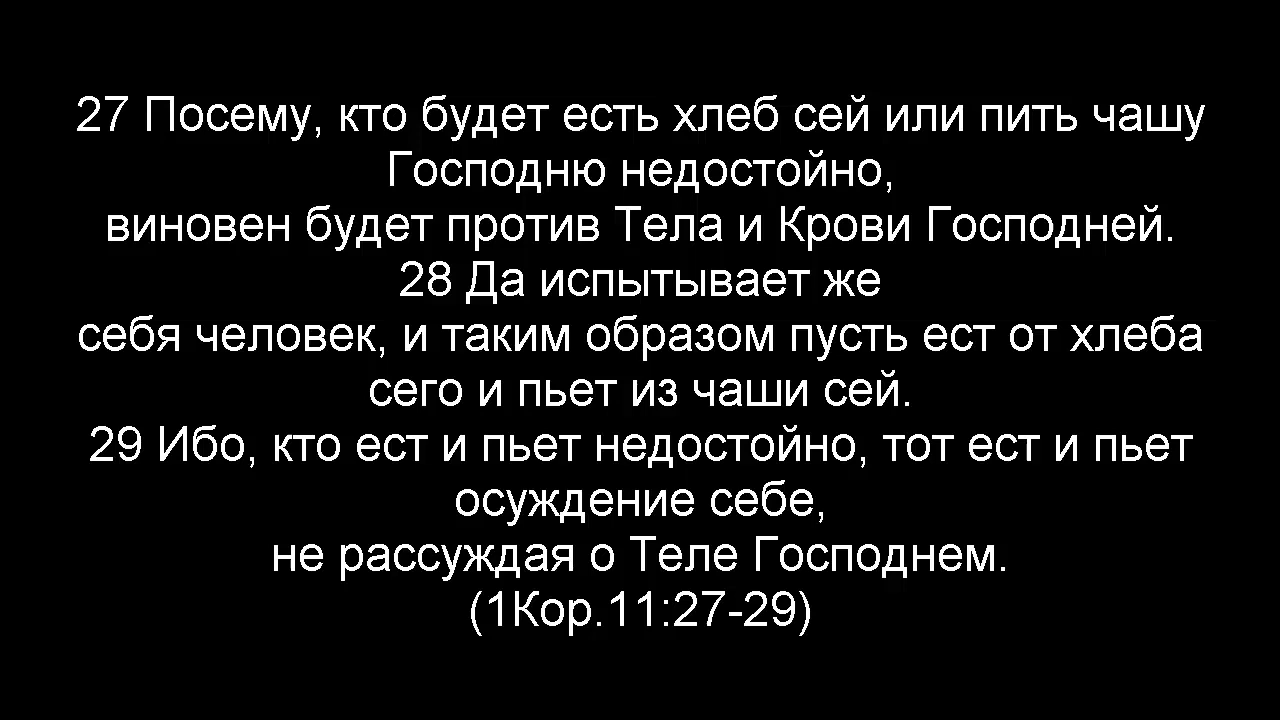 27 Посему, кто будет есть хлеб сей или пить чашу
Господню недостойно,
виновен будет против Тела и Крови Господней.
28 Да испытывает же
себя человек, и таким образом пусть ест от хлеба
сего и пьет из чаши сей.
29 Ибо, кто ест и пьет недостойно, тот ест и пьет
осуждение себе,
не рассуждая о Теле Господнем.
(1Кор.11:27-29)